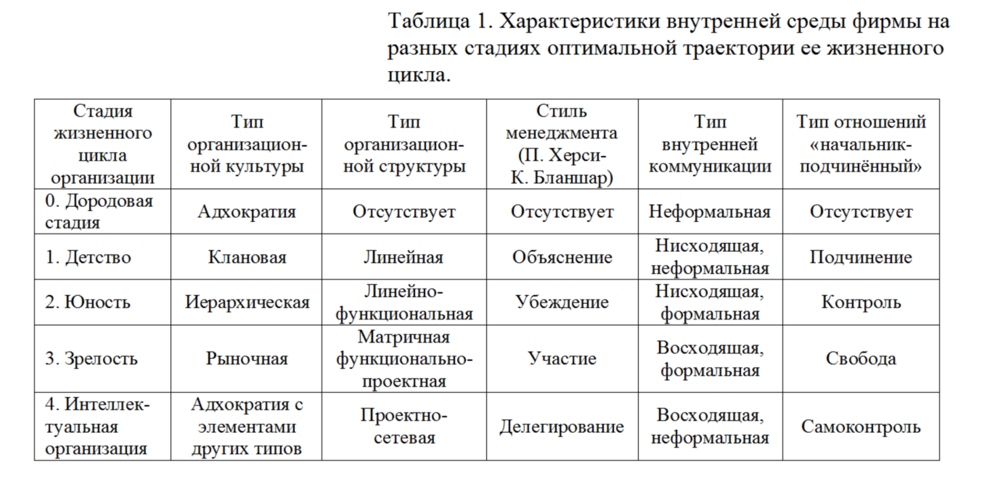 Таблица 1. Характеристики внутренней среды фирмы на
разных стадиях оптимальной траектории ее жизненного
цикла.
Стадия
жизненного
цикла
организации
Тип
организацион-
ной культуры
Тип
организацион-
ной структуры
Стиль
менеджмента
(П. Херси-
К. Бланшар)
Тип
внутренней
коммуникации
Тип отношений
«начальник-
подчинённый»
0. Дородовая
стадия
Адхократия
Отсутствует
Отсутствует
Неформальная
Отсутствует
1. Детство
Клановая
Линейная
Объяснение
Нисходящая,
неформальная
Подчинение
2. Юность
Иерархическая
Линейно-
функциональная
Убеждение
Нисходящая,
формальная
Контроль
3. Зрелость
Рыночная
Матричная
функционально-
проектная
Участие
Восходящая,
формальная
Свобода
4. Интеллек-
туальная
организация
Адхократия с
элементами
других типов
Проектно-
сетевая
Делегирование
Восходящая,
неформальная
Самоконтроль